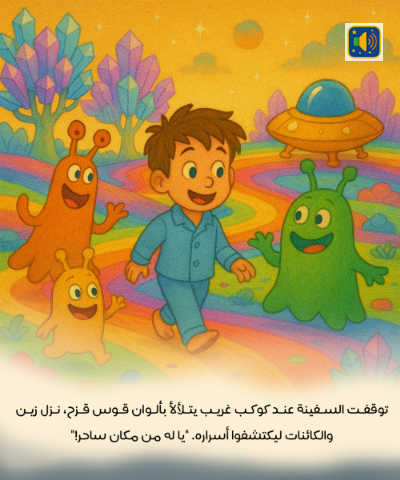 توقفت السفينة عند كوكب غريب يتلألأ بألوان قوس قزح، نزل زين
والكائنات ليكتشفوا أسراره. "يا له من مكان ساحر!"